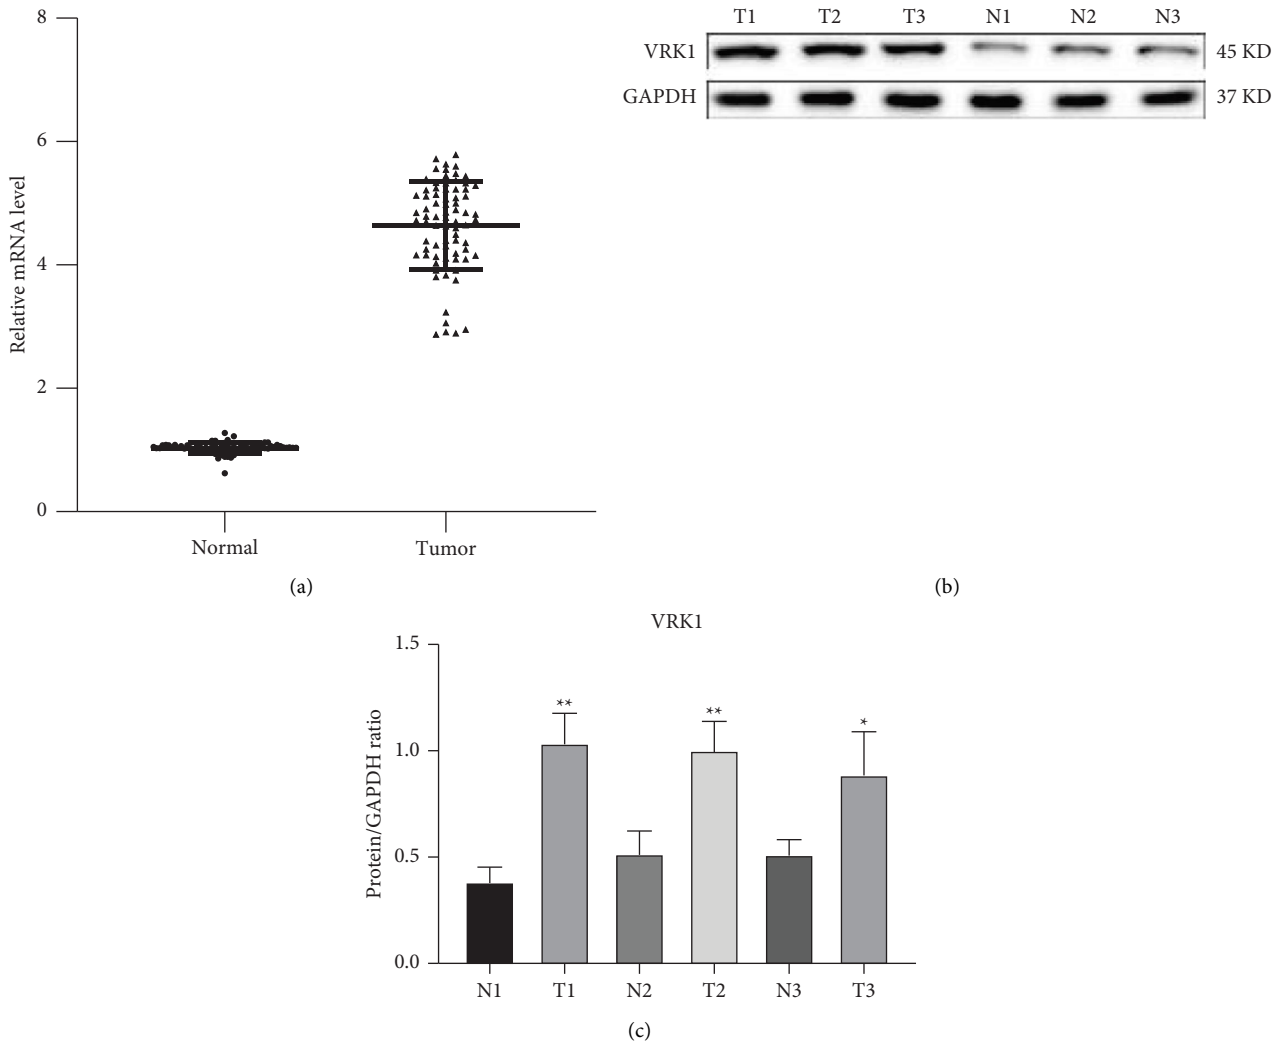 8
6
4
2
0
Relative mRNA level
Normal Tumor
(a)
T1 T2 T3 N1 N2 N3
VRK1 45 KD
GAPDH 37 KD
(b)
VRK1
1.5
1.0
0.5
0.0
Protein/GAPDH ratio
** ** *
N1 T1 N2 T2 N3 T3
(c)